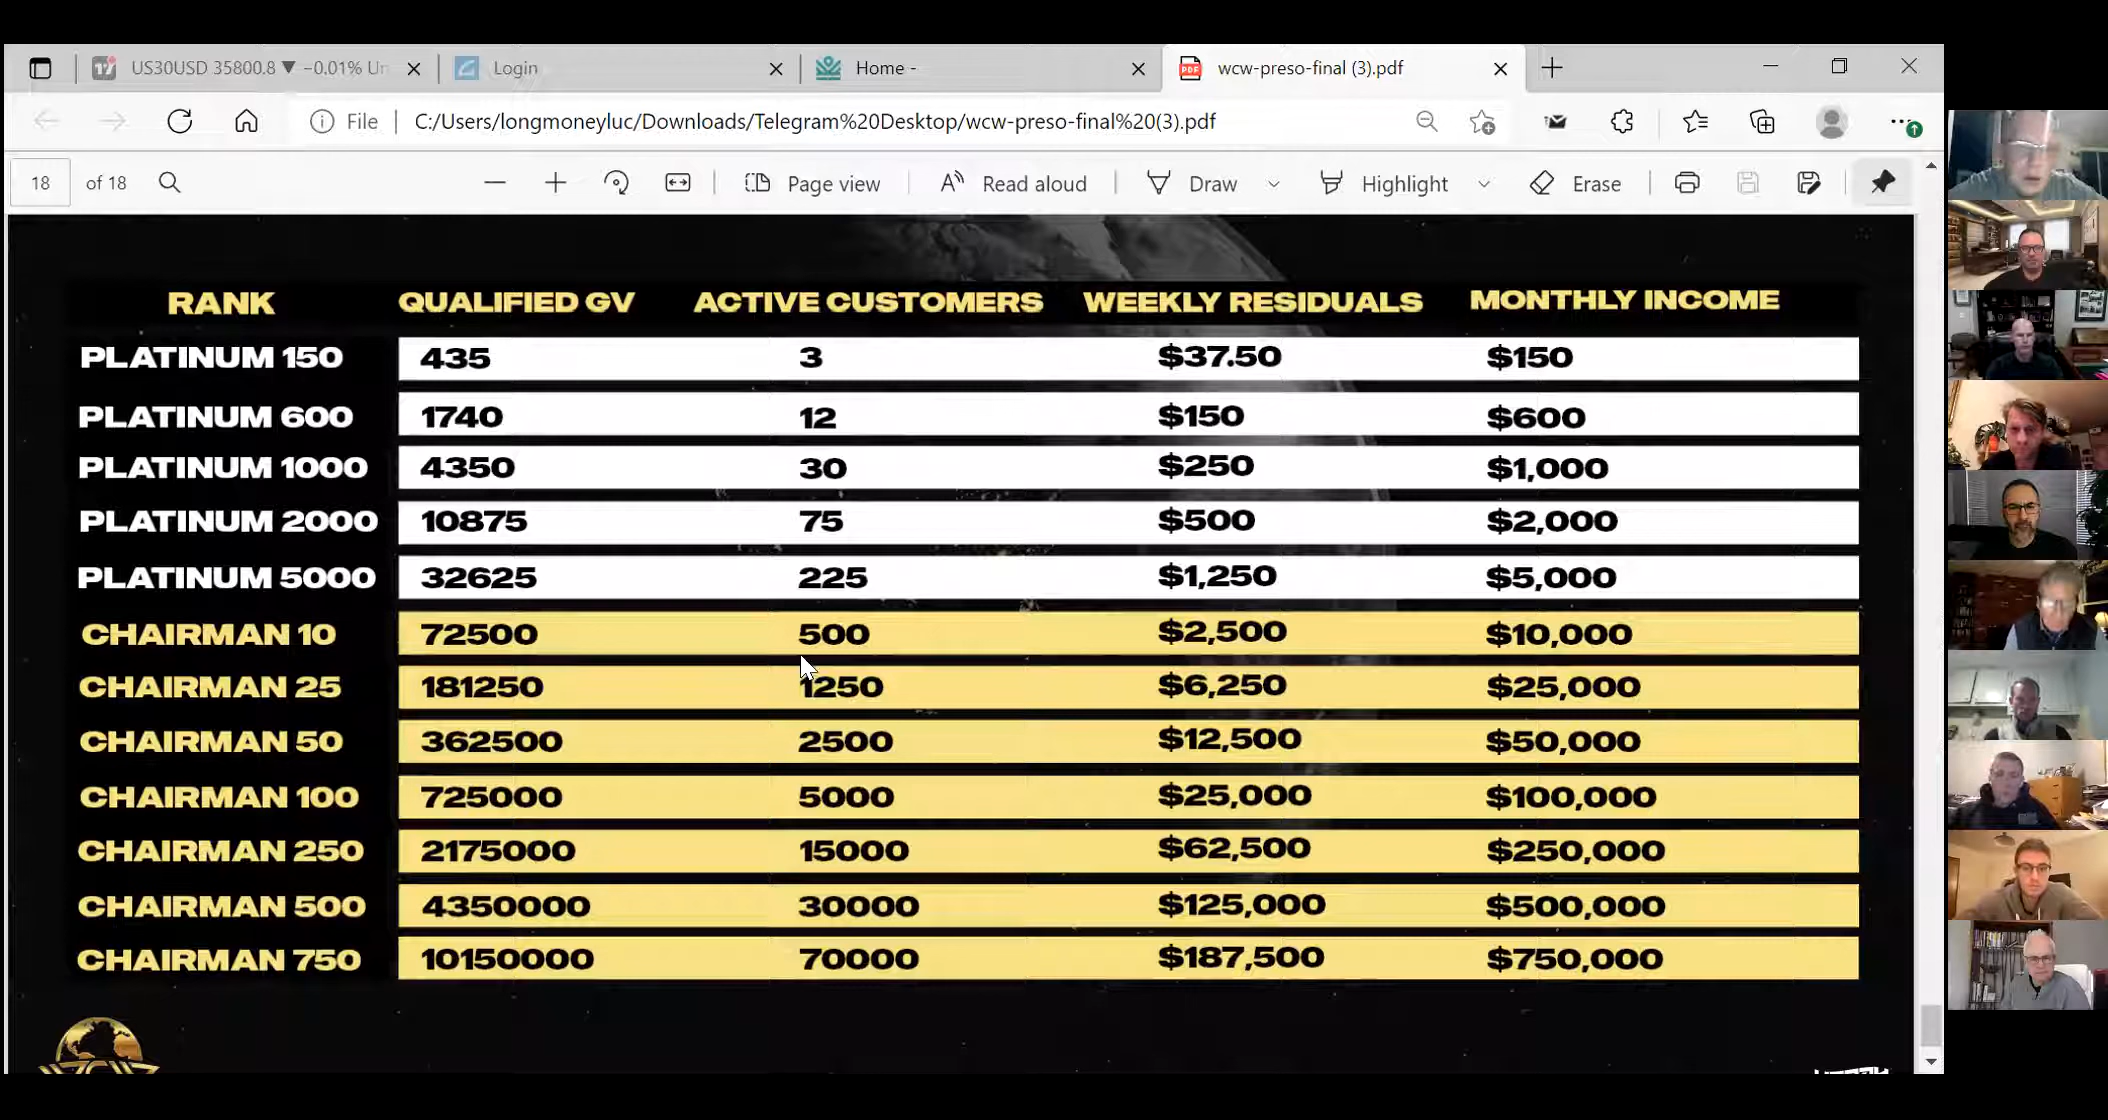 US30USD 35800.8 ▼ −0.01% Un
Login
Home -
wcw-preso-final (3).pdf
File
C:/Users/longmoneyluc/Downloads/Telegram%20Desktop/wcw-preso-final%20(3).pdf
18 of 18
Page view
Read aloud
Draw
Highlight
Erase
RANK QUALIFIED GV ACTIVE CUSTOMERS WEEKLY RESIDUALS MONTHLY INCOME
PLATINUM 150 435 3 $37.50 $150
PLATINUM 600 1740 12 $150 $600
PLATINUM 1000 4350 30 $250 $1,000
PLATINUM 2000 10875 75 $500 $2,000
PLATINUM 5000 32625 225 $1,250 $5,000
CHAIRMAN 10 72500 500 $2,500 $10,000
CHAIRMAN 25 181250 1250 $6,250 $25,000
CHAIRMAN 50 362500 2500 $12,500 $50,000
CHAIRMAN 100 725000 5000 $25,000 $100,000
CHAIRMAN 250 2175000 15000 $62,500 $250,000
CHAIRMAN 500 4350000 30000 $125,000 $500,000
CHAIRMAN 750 10150000 70000 $187,500 $750,000